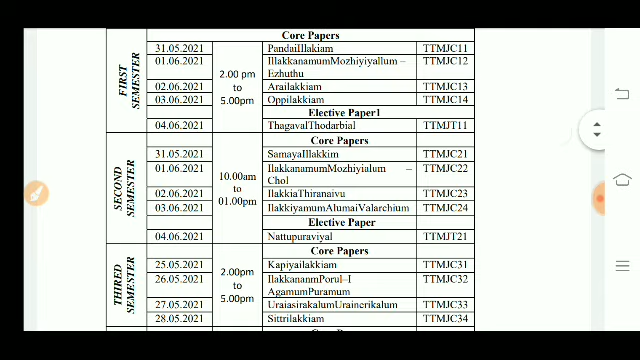 Core Papers
FIRST SEMESTER
31.05.2021 PandaiIllakiam TTMJC11
01.06.2021 IllakkanamumMozhiyiyallum – TTMJC12
Ezhuthu
2.00 pm to 5.00pm
02.06.2021 Arailakkiam TTMJC13
03.06.2021 Oppilakkiam TTMJC14
Elective Paper1
04.06.2021 ThagavalThodarbial TTMJT11
Core Papers
SECOND SEMESTER
31.05.2021 SamayaIllakkim TTMJC21
01.06.2021 IlakkanamumMozhiyialum – TTMJC22
Chol
10.00am to 01.00pm
02.06.2021 IlakkiaThiranaivu TTMJC23
03.06.2021 IlakkiyamumAlumaiValarchium TTMJC24
Elective Paper
04.06.2021 Nattupuraviyal TTMJT21
Core Papers
THIRED SEMESTER
25.05.2021 Kapiyailakkiam TTMJC31
26.05.2021 IlakkananmPorul–I TTMJC32
AgamumPuramum
2.00pm to 5.00pm
27.05.2021 UraiasirakalumUrainerikalum TTMJC33
28.05.2021 Sittrilakkiam TTMJC34